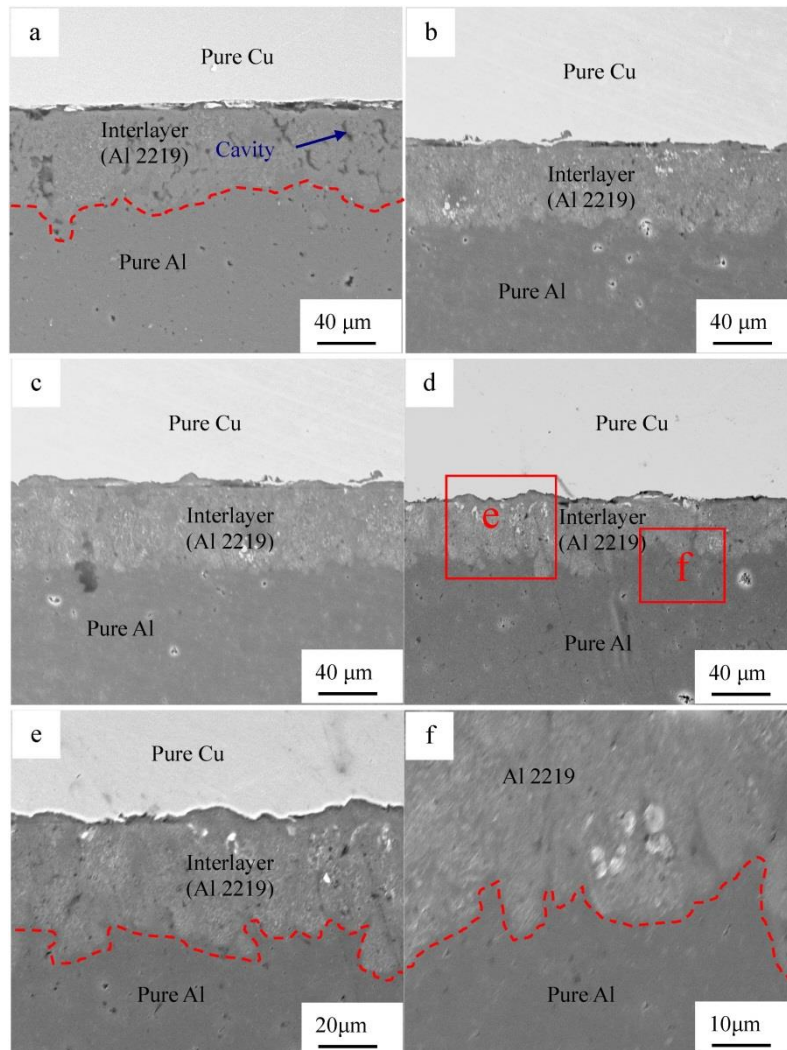 a
Pure Cu
Interlayer
(Al 2219)
Cavity
Pure Al
40 μm
b
Pure Cu
Interlayer
(Al 2219)
Pure Al
40 μm
c
Pure Cu
Interlayer
(Al 2219)
Pure Al
40 μm
d
Pure Cu
e
Interlayer
(Al 2219)
f
Pure Al
40 μm
e
Pure Cu
Interlayer
(Al 2219)
Pure Al
20μm
f
Al 2219
Pure Al
10μm